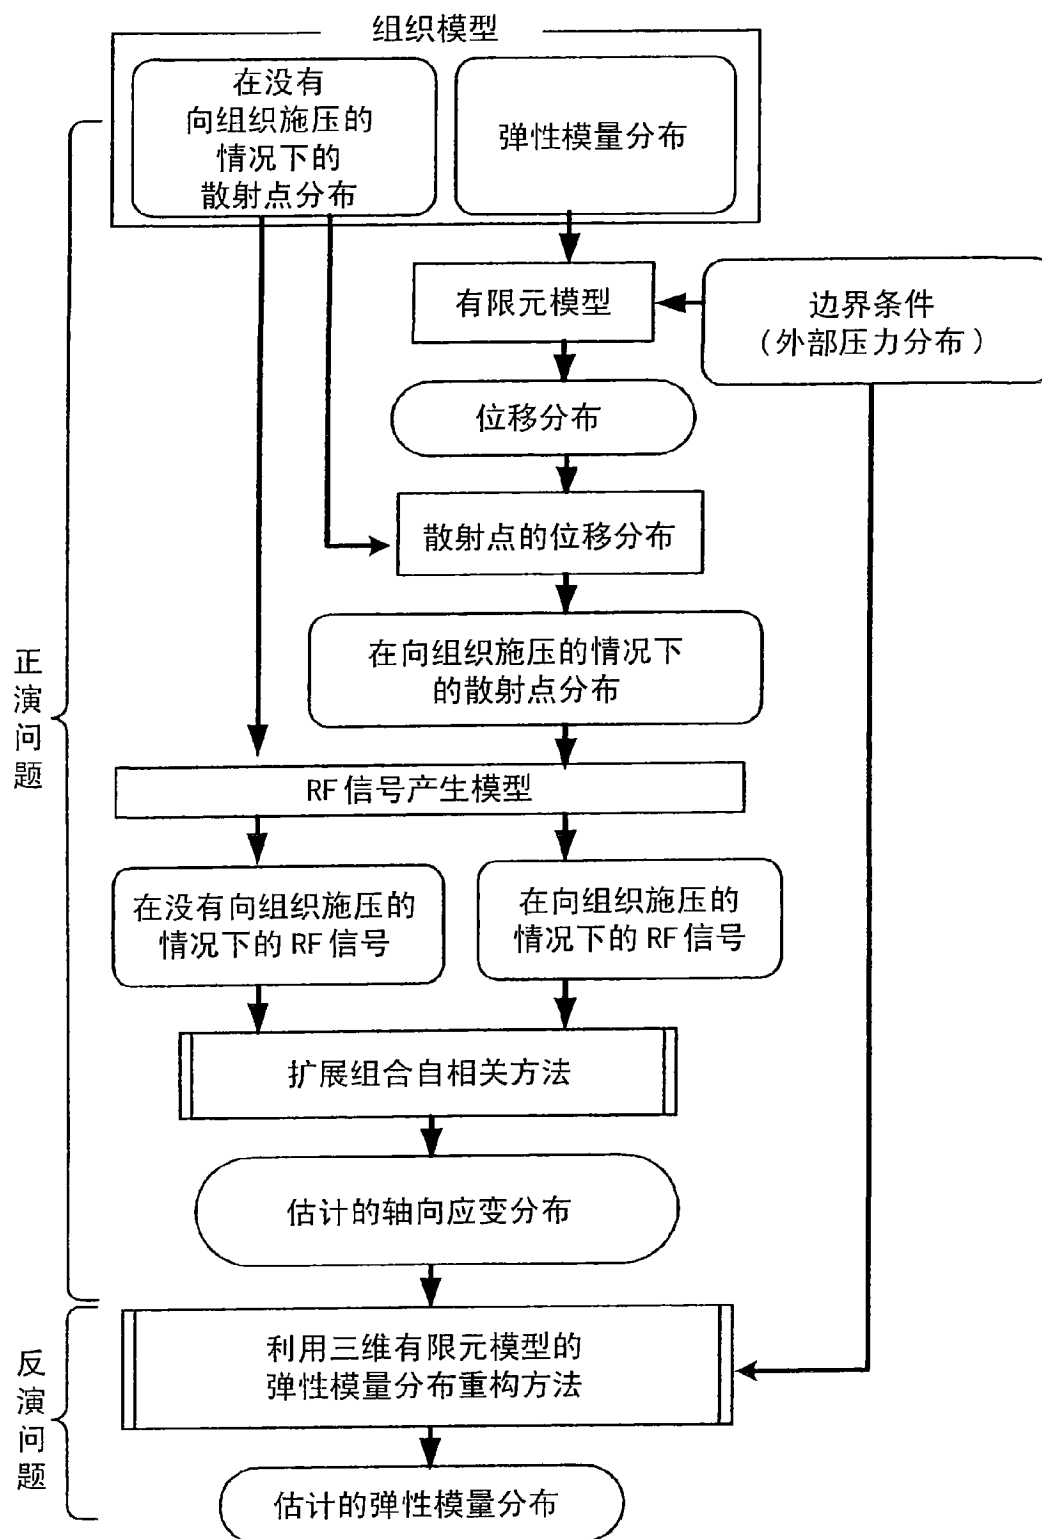 组织模型
在没有
向组织施压的
情况下的
散射点分布
弹性模量分布
有限元模型
边界条件
（外部压力分布）
位移分布
散射点的位移分布
在向组织施压的情况下
的散射点分布
正演问题
RF信号产生模型
在没有向组织施压的
情况下的RF信号
在向组织施压的
情况下的RF信号
扩展组合自相关方法
估计的轴向应变分布
利用三维有限元模型的
弹性模量分布重构方法
反演问题
估计的弹性模量分布